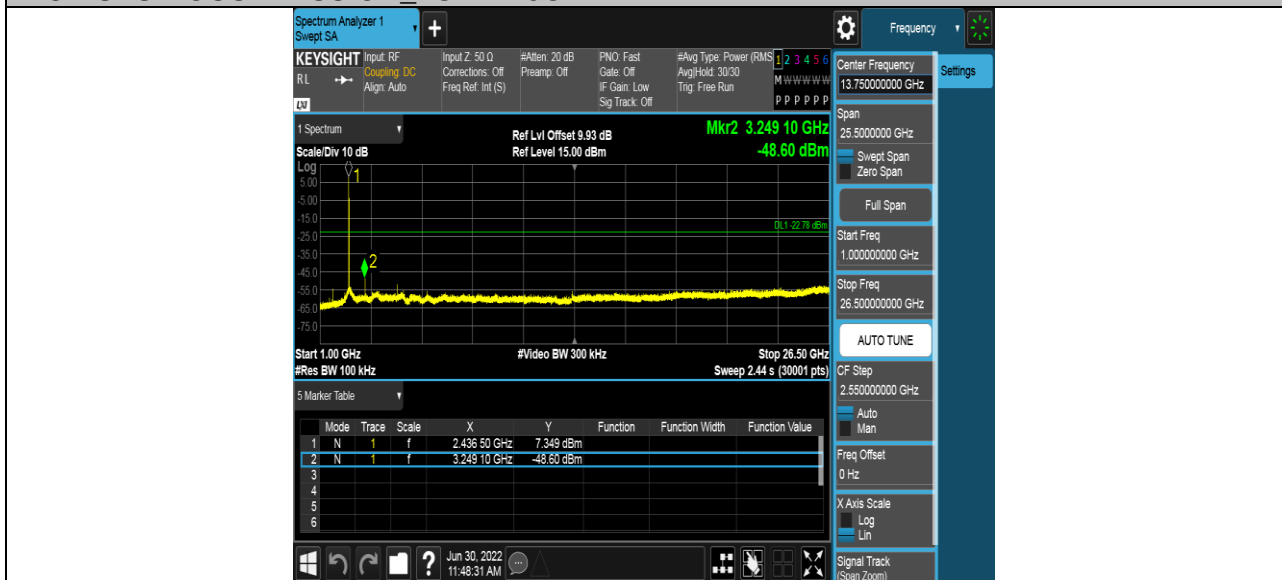 Spectrum Analyzer 1
Swept SA
+
Frequency
KEYSIGHT
RL
LXI
Input: RF
Coupling: DC
Align: Auto
Input Z: 50 Ω
Corrections: Off
Freq Ref: Int (S)
#Atten: 20 dB
Preamp: Off
PNO: Fast
Gate: Off
IF Gain: Low
Sig Track: Off
#Avg Type: Power (RMS
Avg|Hold: 30/30
Trig: Free Run
1 2 3 4 5 6
M W W W W W
P P P P P P
1 Spectrum
Scale/Div 10 dB
Ref Lvl Offset 9.93 dB
Ref Level 15.00 dBm
Mkr2 3.249 10 GHz
-48.60 dBm
Log
5.00
-5.00
-15.0
-25.0
-35.0
-45.0
-55.0
-65.0
-75.0
1
2
DL1 -22.78 dBm
Start 1.00 GHz
#Res BW 100 kHz
#Video BW 300 kHz
Stop 26.50 GHz
Sweep 2.44 s (30001 pts)
5 Marker Table
Mode Trace Scale X Y Function Function Width Function Value
1 N 1 f 2.436 50 GHz 7.349 dBm
2 N 1 f 3.249 10 GHz -48.60 dBm
3
4
5
6
?
Jun 30, 2022
11:48:31 AM
Center Frequency
13.750000000 GHz
Settings
Span
25.5000000 GHz
Swept Span
Zero Span
Full Span
Start Freq
1.000000000 GHz
Stop Freq
26.500000000 GHz
AUTO TUNE
CF Step
2.550000000 GHz
Auto
Man
Freq Offset
0 Hz
X Axis Scale
Log
Lin
Signal Track
(Span Zoom)